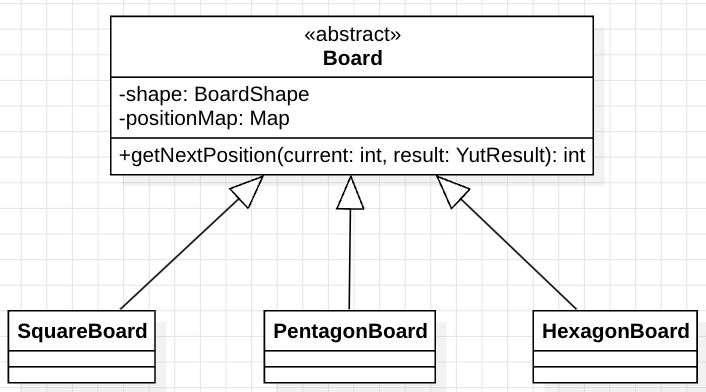 «abstract»
Board
-shape: BoardShape
-positionMap: Map
+getNextPosition(current: int, result: YutResult): int
SquareBoard
PentagonBoard
HexagonBoard